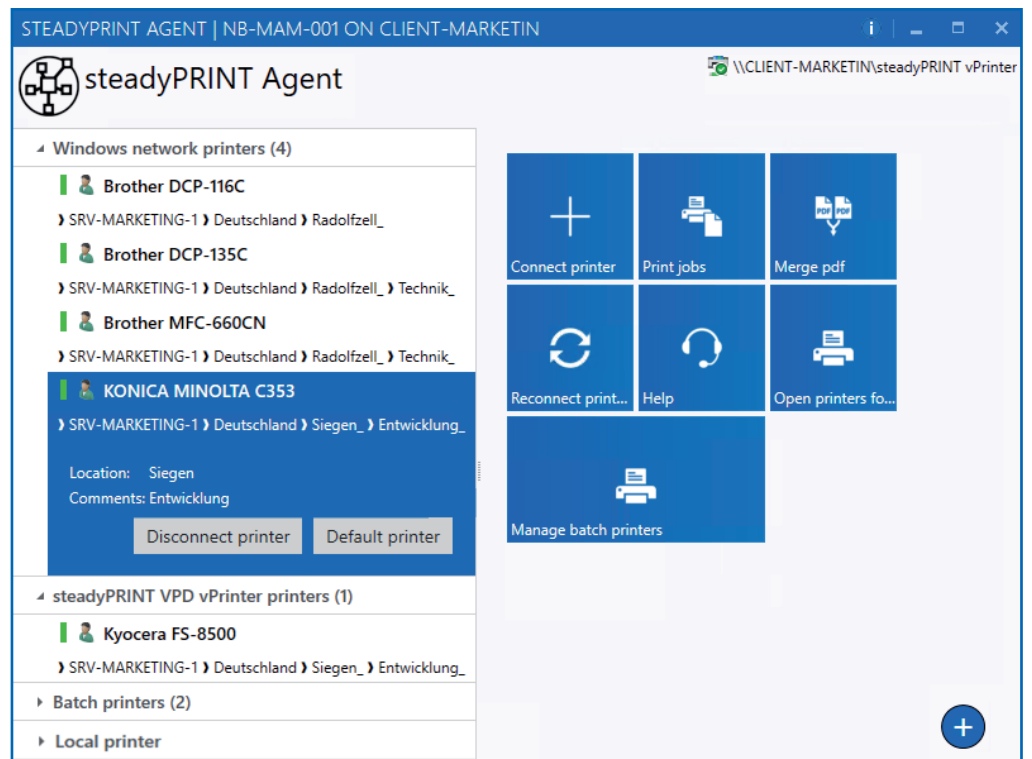 STEADYPRINT AGENT | NB-MAM-001 ON CLIENT-MARKETIN
steadyPRINT Agent
\\CLIENT-MARKETIN\steadyPRINT vPrinter
Windows network printers (4)
Brother DCP-116C
SRV-MARKETING-1 Deutschland Radolfzell_
Brother DCP-135C
SRV-MARKETING-1 Deutschland Radolfzell_ Technik_
Brother MFC-660CN
SRV-MARKETING-1 Deutschland Radolfzell_ Technik_
KONICA MINOLTA C353
SRV-MARKETING-1 Deutschland Siegen_ Entwicklung_
Location: Siegen
Comments: Entwicklung
Disconnect printer Default printer
steadyPRINT VPD vPrinter printers (1)
Kyocera FS-8500
SRV-MARKETING-1 Deutschland Siegen_ Entwicklung_
Batch printers (2)
Local printer
Connect printer
Print jobs
PDF PDF
Merge pdf
Reconnect print...
Help
Open printers fo...
Manage batch printers